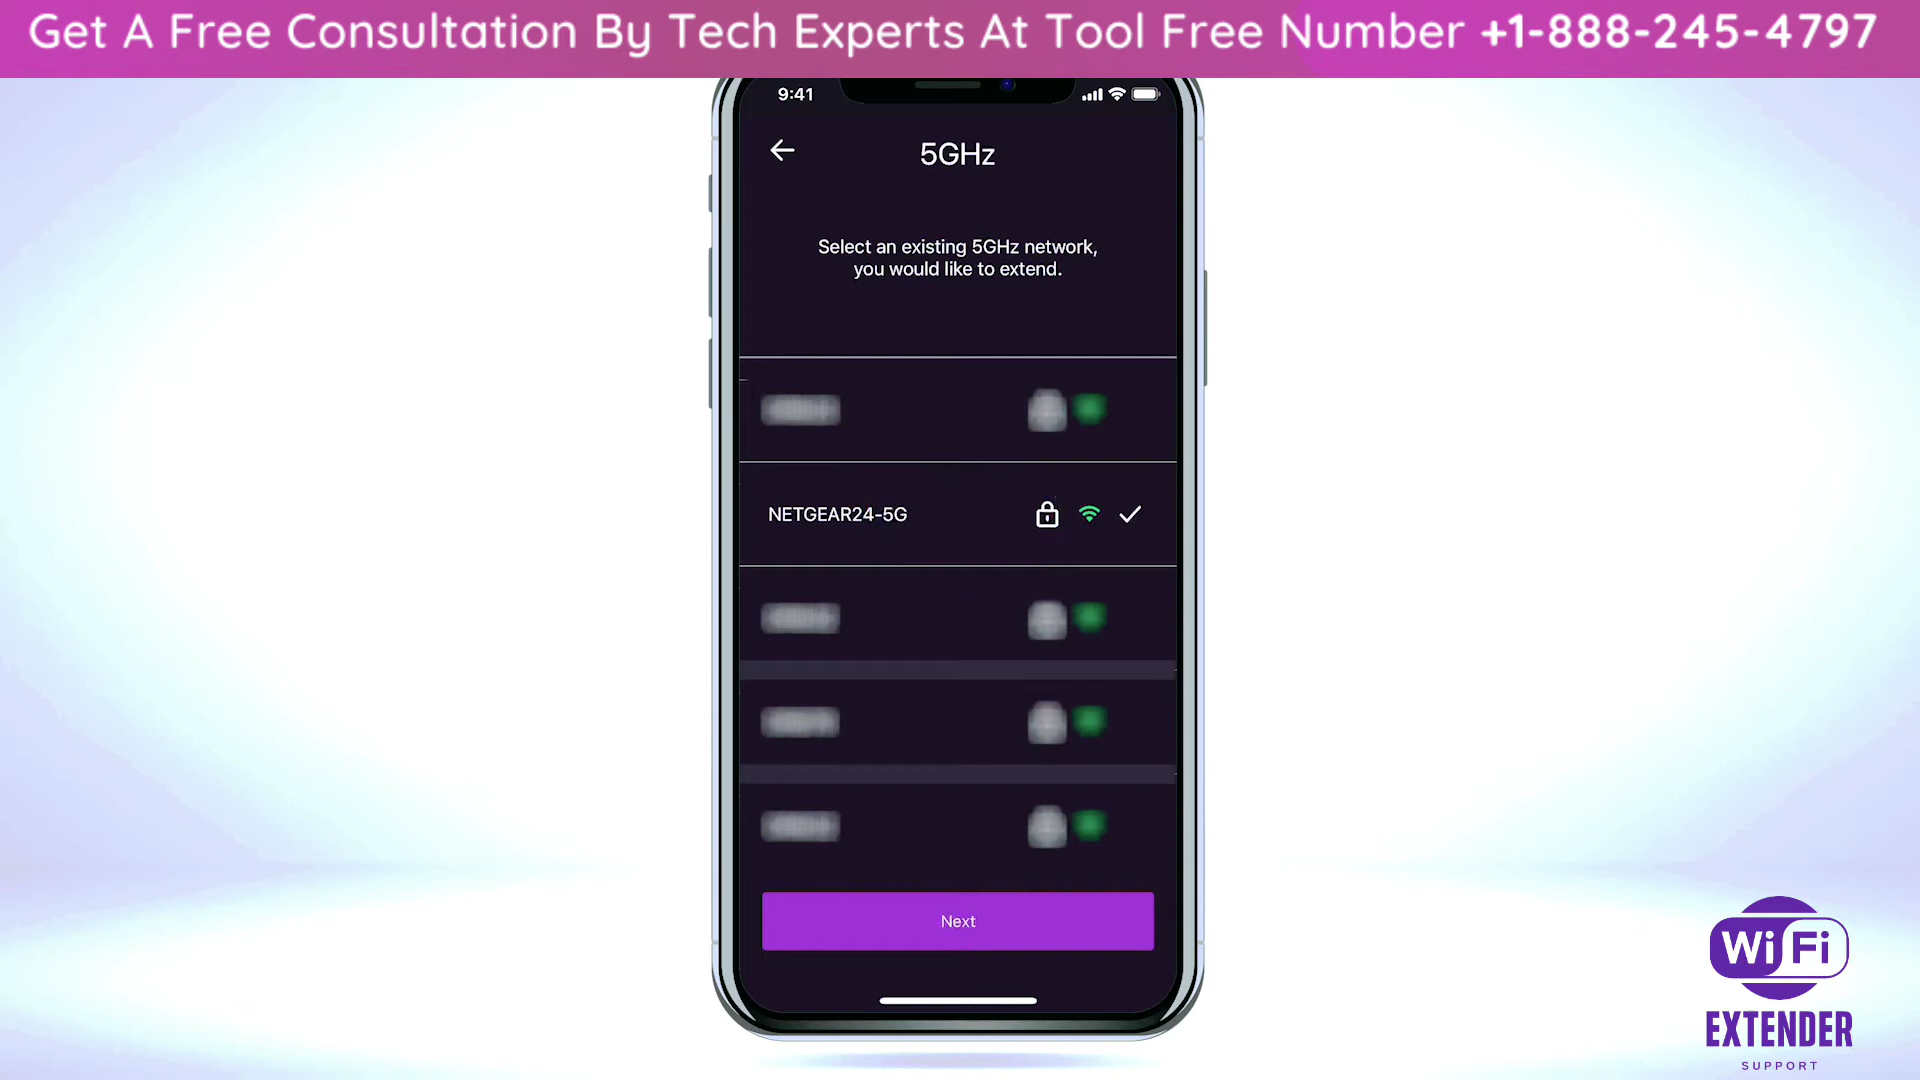 Get A Free Consultation By Tech Experts At Tool Free Number +1-888-245-4797
9:41
5GHz
Select an existing 5GHz network,
you would like to extend.
NETGEAR24-5G
Next
WiFi
EXTENDER
SUPPORT